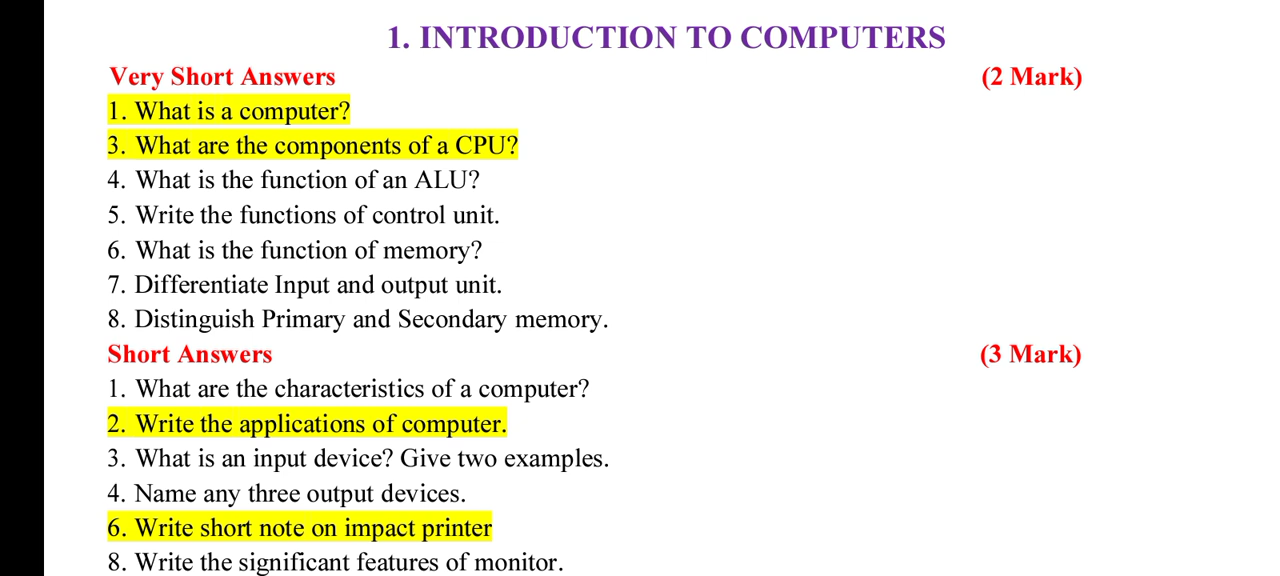 1. INTRODUCTION TO COMPUTERS
Very Short Answers (2 Mark)
1. What is a computer?
3. What are the components of a CPU?
4. What is the function of an ALU?
5. Write the functions of control unit.
6. What is the function of memory?
7. Differentiate Input and output unit.
8. Distinguish Primary and Secondary memory.
Short Answers (3 Mark)
1. What are the characteristics of a computer?
2. Write the applications of computer.
3. What is an input device? Give two examples.
4. Name any three output devices.
6. Write short note on impact printer
8. Write the significant features of monitor.